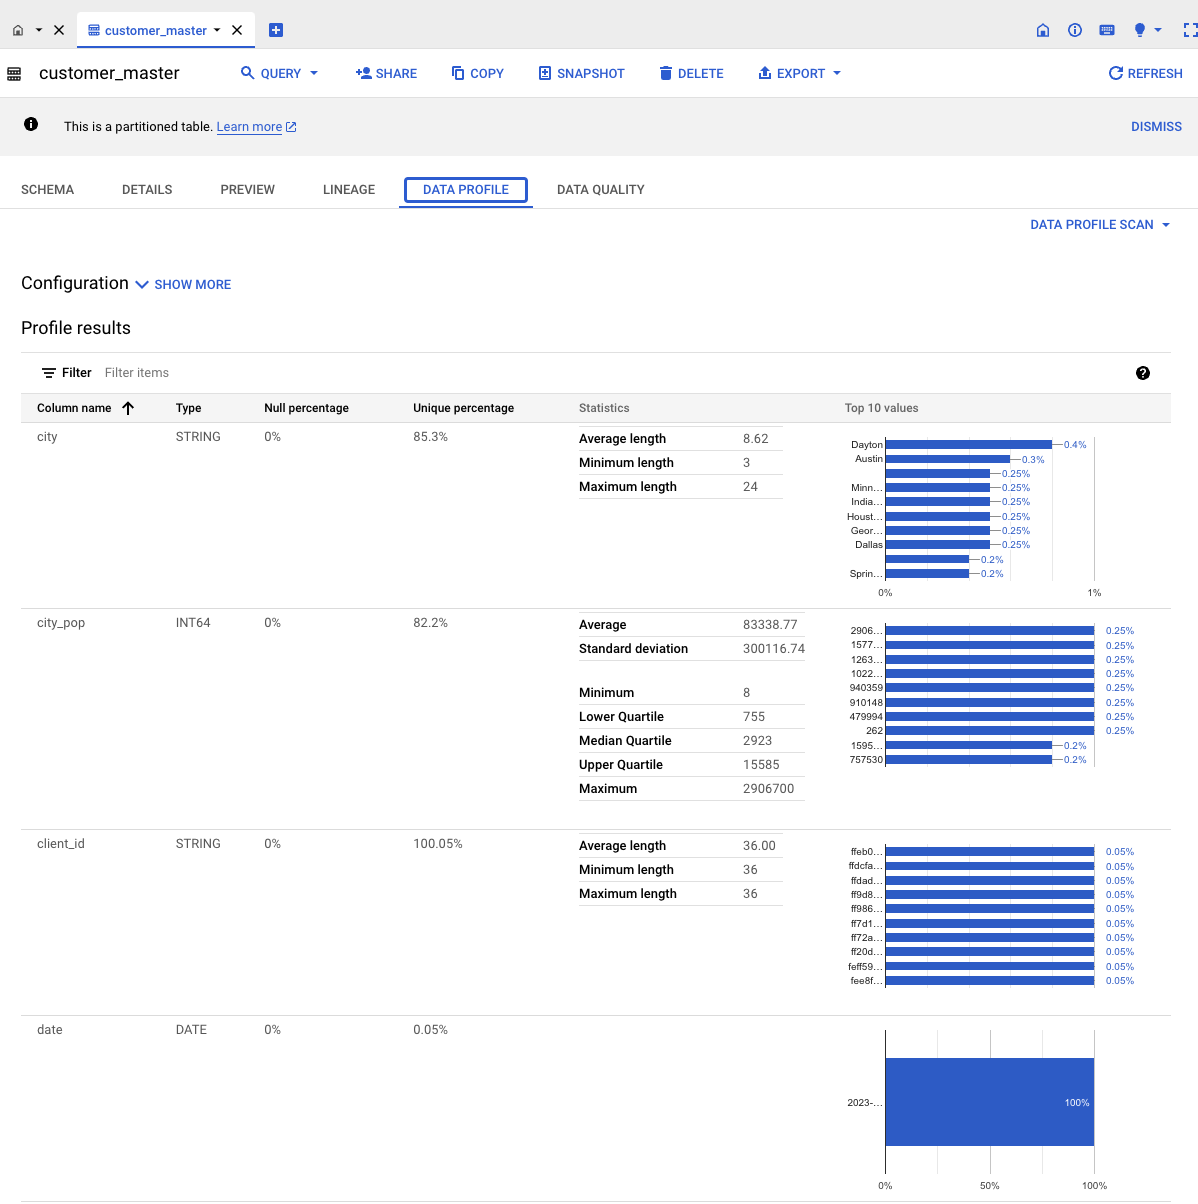 customer_master
customer_master
QUERY
SHARE
COPY
SNAPSHOT
DELETE
EXPORT
REFRESH
This is a partitioned table. Learn more
DISMISS
SCHEMA
DETAILS
PREVIEW
LINEAGE
DATA PROFILE
DATA QUALITY
DATA PROFILE SCAN
Configuration SHOW MORE
Profile results
Filter Filter items
Column name Type Null percentage Unique percentage Statistics Top 10 values
city STRING 0% 85.3%
Average length 8.62
Minimum length 3
Maximum length 24
Dayton 0.4%
Austin 0.3%
0.25%
Minn... 0.25%
India... 0.25%
Houst... 0.25%
Geor... 0.25%
Dallas 0.25%
0.2%
Sprin... 0.2%
0% 1%
city_pop INT64 0% 82.2%
Average 83338.77
Standard deviation 300116.74
Minimum 8
Lower Quartile 755
Median Quartile 2923
Upper Quartile 15585
Maximum 2906700
2906... 0.25%
1577... 0.25%
1263... 0.25%
1022... 0.25%
940359 0.25%
910148 0.25%
479994 0.25%
262 0.25%
1595... 0.2%
757530 0.2%
client_id STRING 0% 100.05%
Average length 36.00
Minimum length 36
Maximum length 36
ffeb0... 0.05%
ffdcfa... 0.05%
ffdad... 0.05%
ff9d8... 0.05%
ff986... 0.05%
ff7d1... 0.05%
ff72a... 0.05%
ff20d... 0.05%
feff59... 0.05%
fee8f... 0.05%
date DATE 0% 0.05%
2023-... 100%
0% 50% 100%